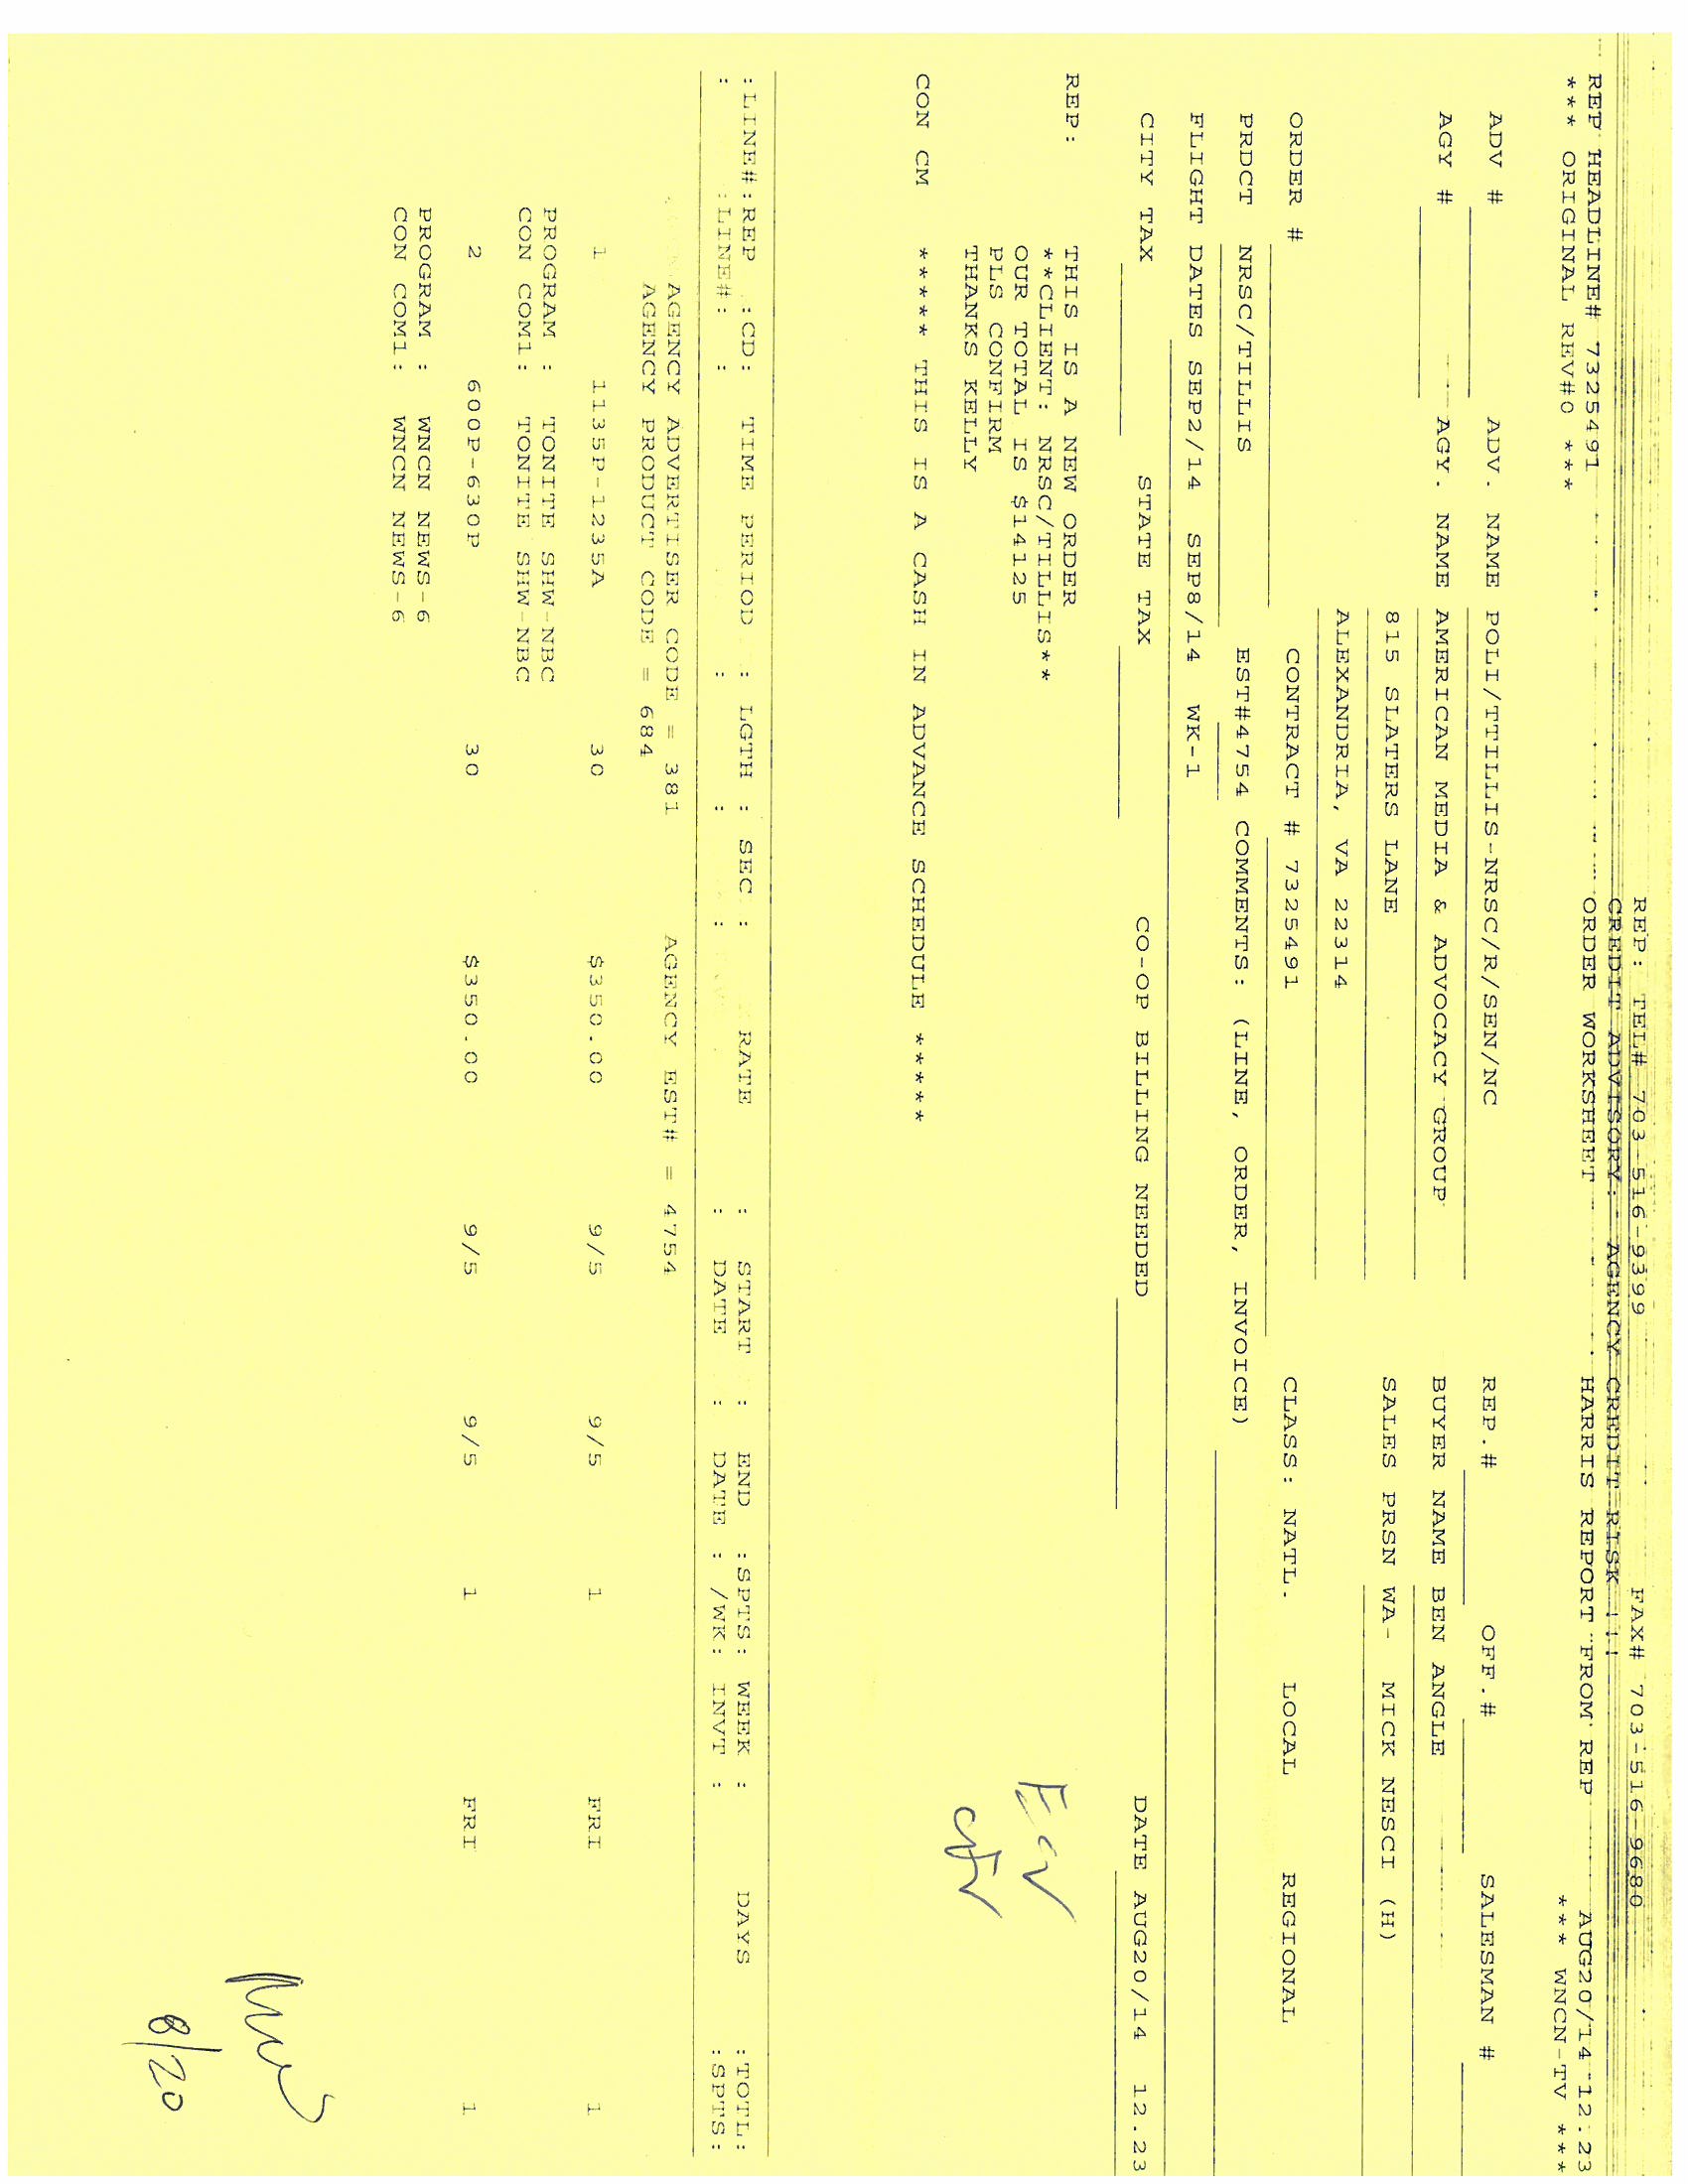 REP: TEL# 703-516-9399 FAX# 703-516-9680
CREDIT ADVISORY: AGENCY CREDIT RISK !!!
REP HEADLINE# 7325491 ORDER WORKSHEET HARRIS REPORT FROM REP AUG20/14 12.23
*** ORIGINAL REV#0 *** *** WNCN-TV ***
ADV # ADV. NAME POLI/TTILLIS-NRSC/R/SEN/NC REP.# OFF.# SALESMAN #
AGY # AGY. NAME AMERICAN MEDIA & ADVOCACY GROUP BUYER NAME BEN ANGLE
815 SLATERS LANE SALES PRSN WA- MICK NESCI (H)
ALEXANDRIA, VA 22314
ORDER # CONTRACT # 7325491 CLASS: NATL. LOCAL REGIONAL
PRDCT NRSC/TILLIS EST#4754 COMMENTS: (LINE, ORDER, INVOICE)
FLIGHT DATES SEP2/14 SEP8/14 WK-1
CITY TAX STATE TAX CO-OP BILLING NEEDED DATE AUG20/14 12.23
REP: THIS IS A NEW ORDER
**CLIENT: NRSC/TILLIS**
OUR TOTAL IS $14125
PLS CONFIRM
THANKS KELLY
CON CM ***** THIS IS A CASH IN ADVANCE SCHEDULE *****
:LINE#:REP :CD: TIME PERIOD : LGTH : SEC : RATE : START : END :SPTS: WEEK : DAYS :TOTL:
: :LINE#: : : : : : DATE : DATE : /WK: INVT : :SPTS:
AGENCY ADVERTISER CODE = 381 AGENCY EST# = 4754
AGENCY PRODUCT CODE = 684
1 1135P-1235A 30 $350.00 9/5 9/5 1 FRI 1
PROGRAM : TONITE SHW-NBC
CON COM1: TONITE SHW-NBC
2 600P-630P 30 $350.00 9/5 9/5 1 FRI 1
PROGRAM : WNCN NEWS-6
CON COM1: WNCN NEWS-6
8/20